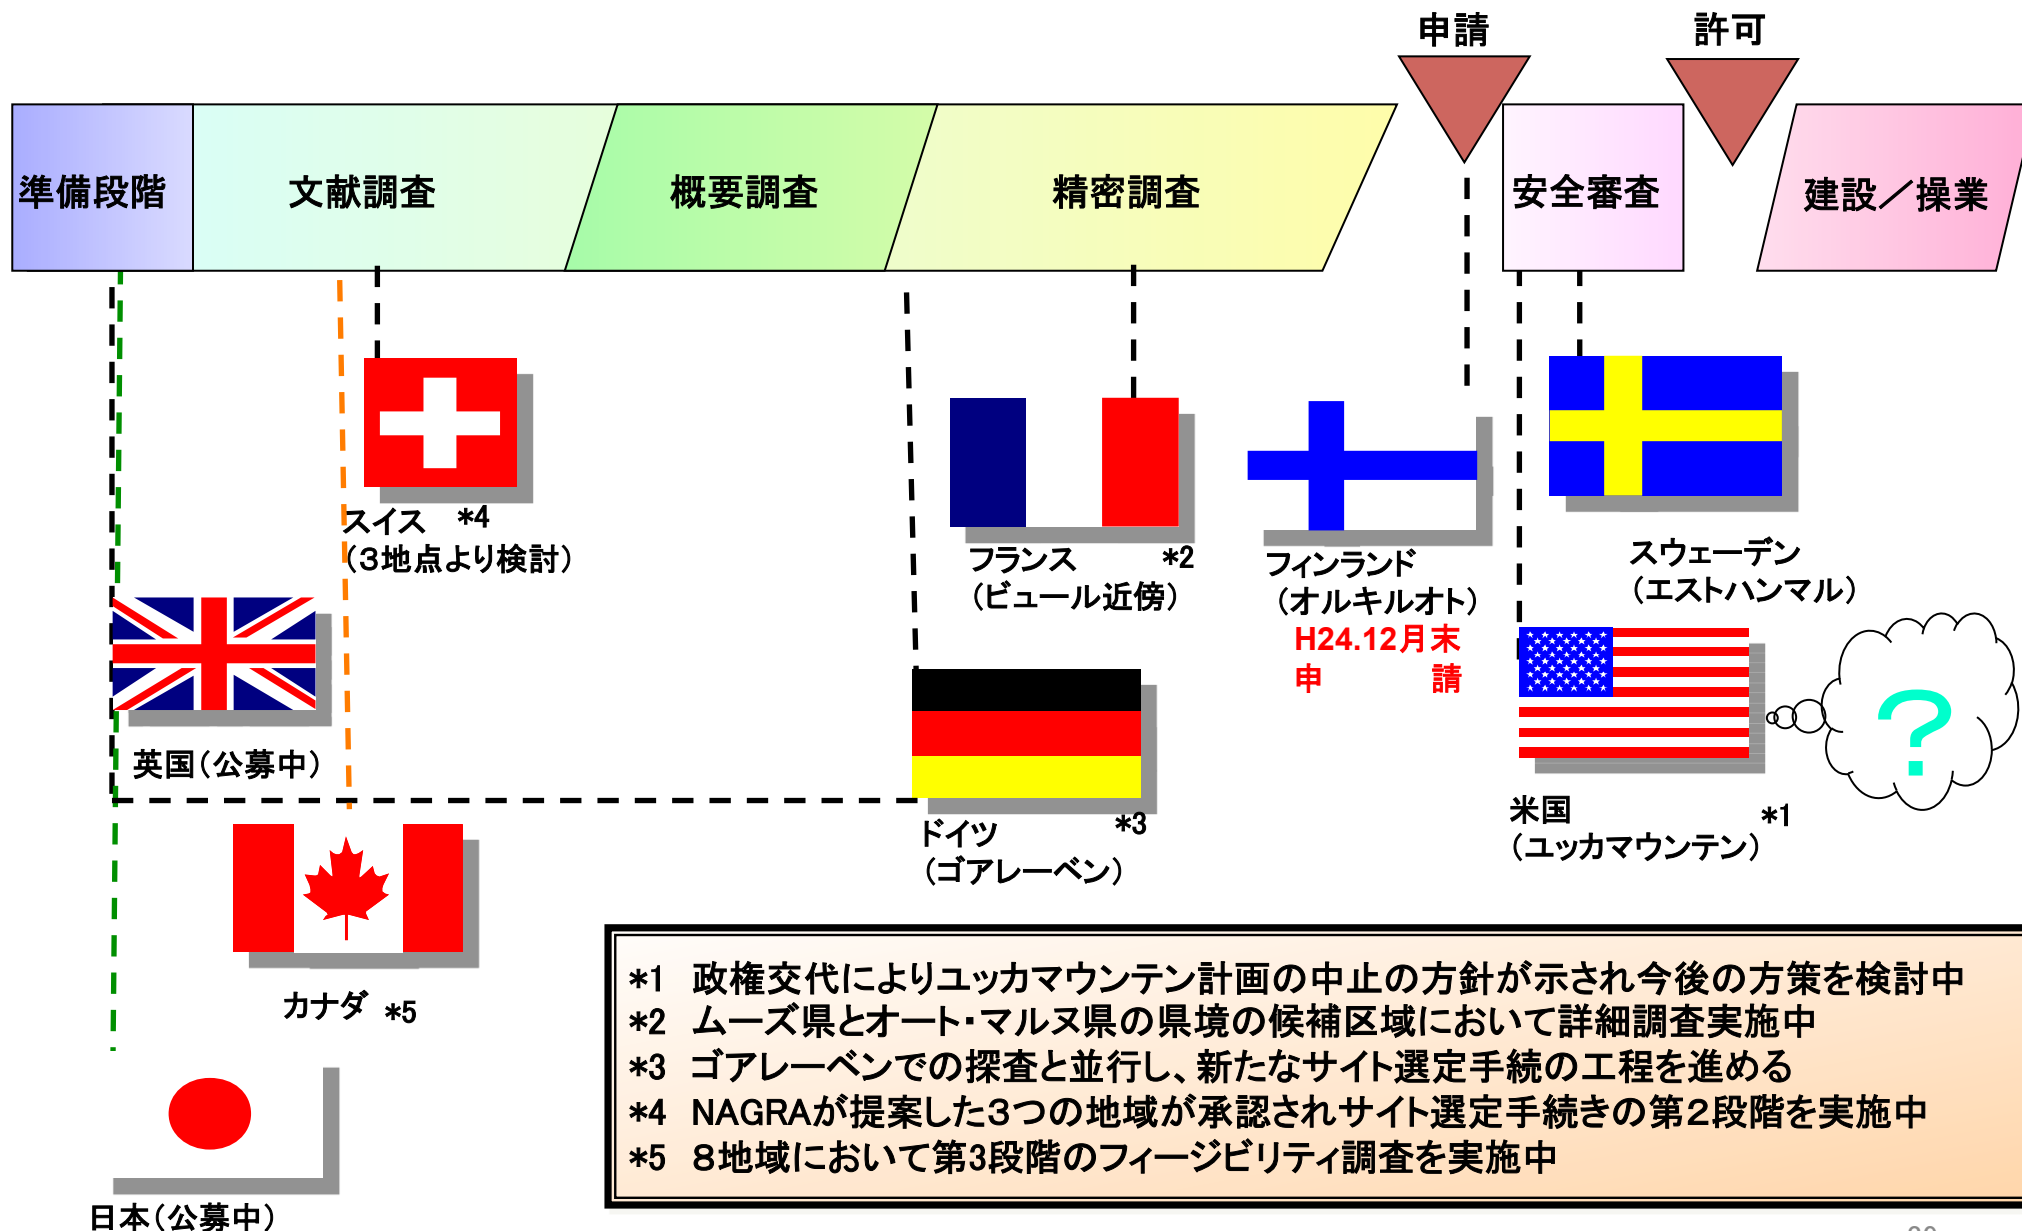 申請
許可
準備段階
文献調査
概要調査
精密調査
安全審査
建設／操業
スイス *4
（3地点より検討）
フランス *2
（ビュール近傍）
フィンランド
（オルキルオト）
H24.12月末
申 請
スウェーデン
（エストハンマル）
英国（公募中）
ドイツ *3
（ゴアレーベン）
米国 *1
（ユッカマウンテン）
?
カナダ *5
日本（公募中）
*1 政権交代によりユッカマウンテン計画の中止の方針が示され今後の方策を検討中
*2 ムーズ県とオート・マルヌ県の県境の候補区域において詳細調査実施中
*3 ゴアレーベンでの探査と並行し、新たなサイト選定手続の工程を進める
*4 NAGRAが提案した3つの地域が承認されサイト選定手続きの第2段階を実施中
*5 8地域において第3段階のフィージビリティ調査を実施中